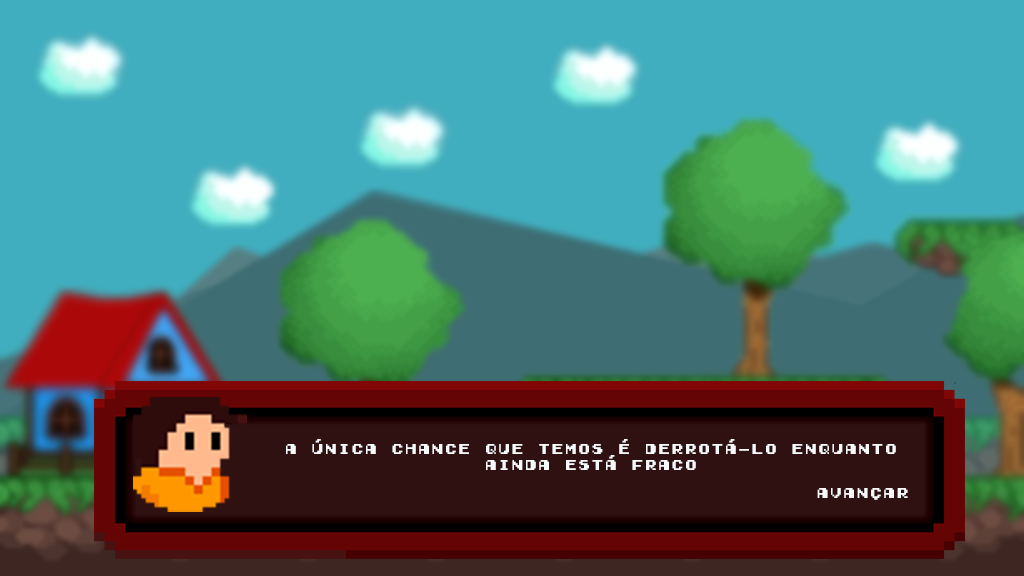 A ÚNICA CHANCE QUE TEMOS É DERROTÁ-LO ENQUANTO
AINDA ESTÁ FRACO
AVANÇAR